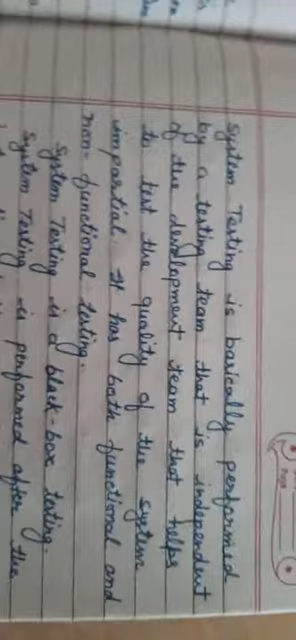 System Testing is basically performed
by a testing team that is independent
of the development team that helps
to test the quality of the system
impartial. It has both functional and
non-functional testing.
System Testing is a black-box testing.
System Testing is performed after the